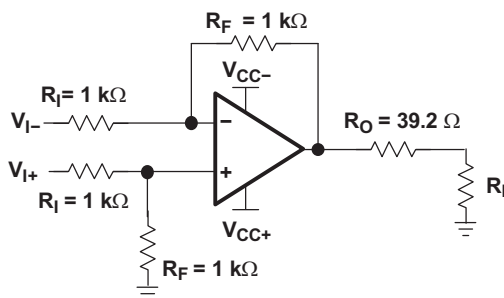 R_F = 1 kΩ
V_CC−
R_I = 1 kΩ
V_I−
−
R_O = 39.2 Ω
V_I+
+
R_I = 1 kΩ
V_CC+
R_F = 1 kΩ